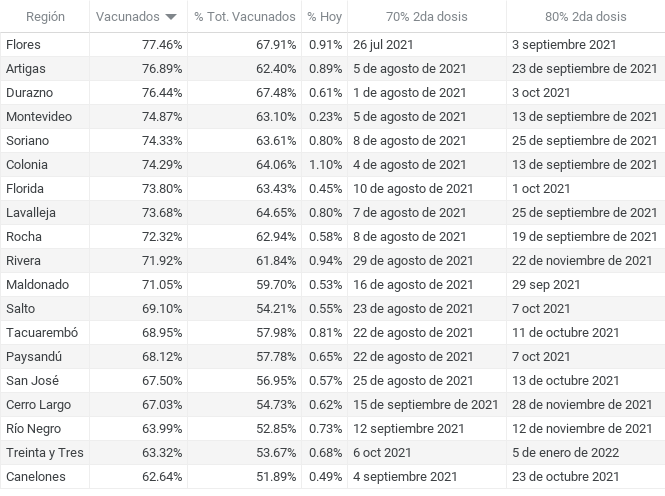 Región Vacunados % Tot. Vacunados % Hoy 70% 2da dosis 80% 2da dosis
Flores 77.46% 67.91% 0.91% 26 jul 2021 3 septiembre 2021
Artigas 76.89% 62.40% 0.89% 5 de agosto de 2021 23 de septiembre de 2021
Durazno 76.44% 67.48% 0.61% 1 de agosto de 2021 3 oct 2021
Montevideo 74.87% 63.10% 0.23% 5 de agosto de 2021 13 de septiembre de 2021
Soriano 74.33% 63.61% 0.80% 8 de agosto de 2021 25 de septiembre de 2021
Colonia 74.29% 64.06% 1.10% 4 de agosto de 2021 13 de septiembre de 2021
Florida 73.80% 63.43% 0.45% 10 de agosto de 2021 1 oct 2021
Lavalleja 73.68% 64.65% 0.80% 7 de agosto de 2021 25 de septiembre de 2021
Rocha 72.32% 62.94% 0.58% 8 de agosto de 2021 19 de septiembre de 2021
Rivera 71.92% 61.84% 0.94% 29 de agosto de 2021 22 de noviembre de 2021
Maldonado 71.05% 59.70% 0.53% 16 de agosto de 2021 29 sep 2021
Salto 69.10% 54.21% 0.55% 23 de agosto de 2021 7 oct 2021
Tacuarembó 68.95% 57.98% 0.81% 22 de agosto de 2021 11 de octubre 2021
Paysandú 68.12% 57.78% 0.65% 22 de agosto de 2021 7 oct 2021
San José 67.50% 56.95% 0.57% 25 de agosto de 2021 13 de octubre 2021
Cerro Largo 67.03% 54.73% 0.62% 15 de septiembre de 2021 28 de noviembre de 2021
Río Negro 63.99% 52.85% 0.73% 12 septiembre 2021 12 de noviembre de 2021
Treinta y Tres 63.32% 53.67% 0.68% 6 oct 2021 5 de enero de 2022
Canelones 62.64% 51.89% 0.49% 4 septiembre 2021 23 de octubre 2021